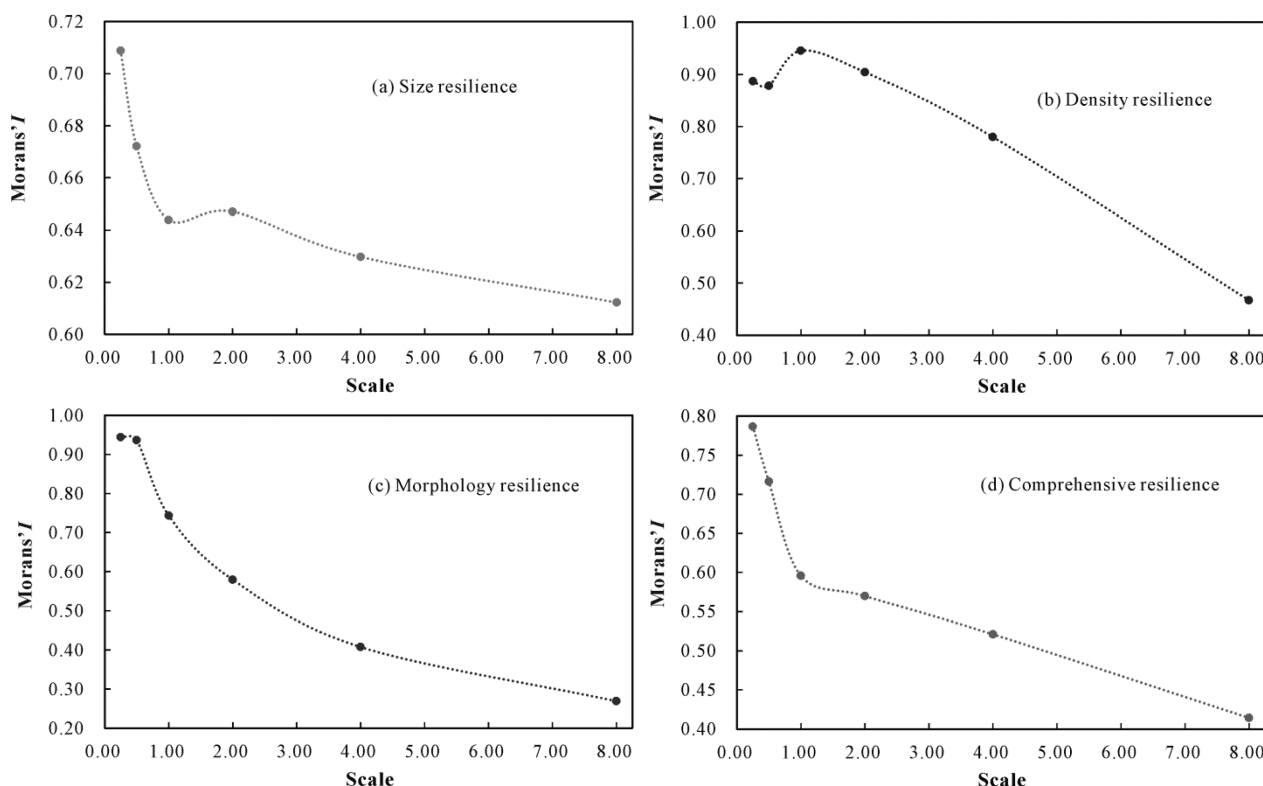 0.72
0.70
0.68
0.66
0.64
0.62
0.60
Morans'I
(a) Size resilience
0.00 1.00 2.00 3.00 4.00 5.00 6.00 7.00 8.00
Scale
1.00
0.90
0.80
0.70
0.60
0.50
0.40
Morans'I
(b) Density resilience
0.00 1.00 2.00 3.00 4.00 5.00 6.00 7.00 8.00
Scale
1.00
0.90
0.80
0.70
0.60
0.50
0.40
0.30
0.20
Morans'I
(c) Morphology resilience
0.00 1.00 2.00 3.00 4.00 5.00 6.00 7.00 8.00
Scale
0.80
0.75
0.70
0.65
0.60
0.55
0.50
0.45
0.40
Morans'I
(d) Comprehensive resilience
0.00 1.00 2.00 3.00 4.00 5.00 6.00 7.00 8.00
Scale